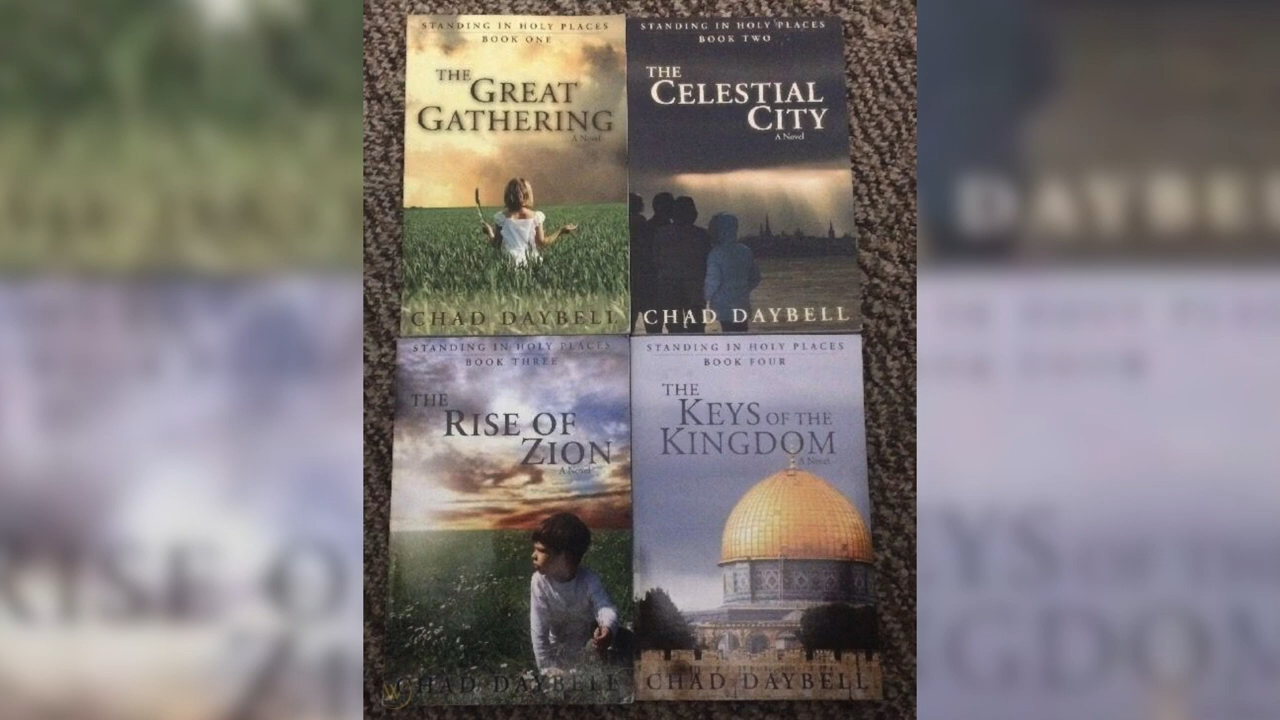 STANDING IN HOLY PLACES
BOOK ONE
THE
GREAT
GATHERING
A Novel
CHAD DAYBELL
STANDING IN HOLY PLACES
BOOK TWO
THE
CELESTIAL
CITY
A Novel
CHAD DAYBELL
STANDING IN HOLY PLACES
BOOK THREE
THE
RISE OF
ZION
A Novel
CHAD DAYBELL
STANDING IN HOLY PLACES
BOOK FOUR
THE
KEYS OF THE
KINGDOM
A Novel
CHAD DAYBELL